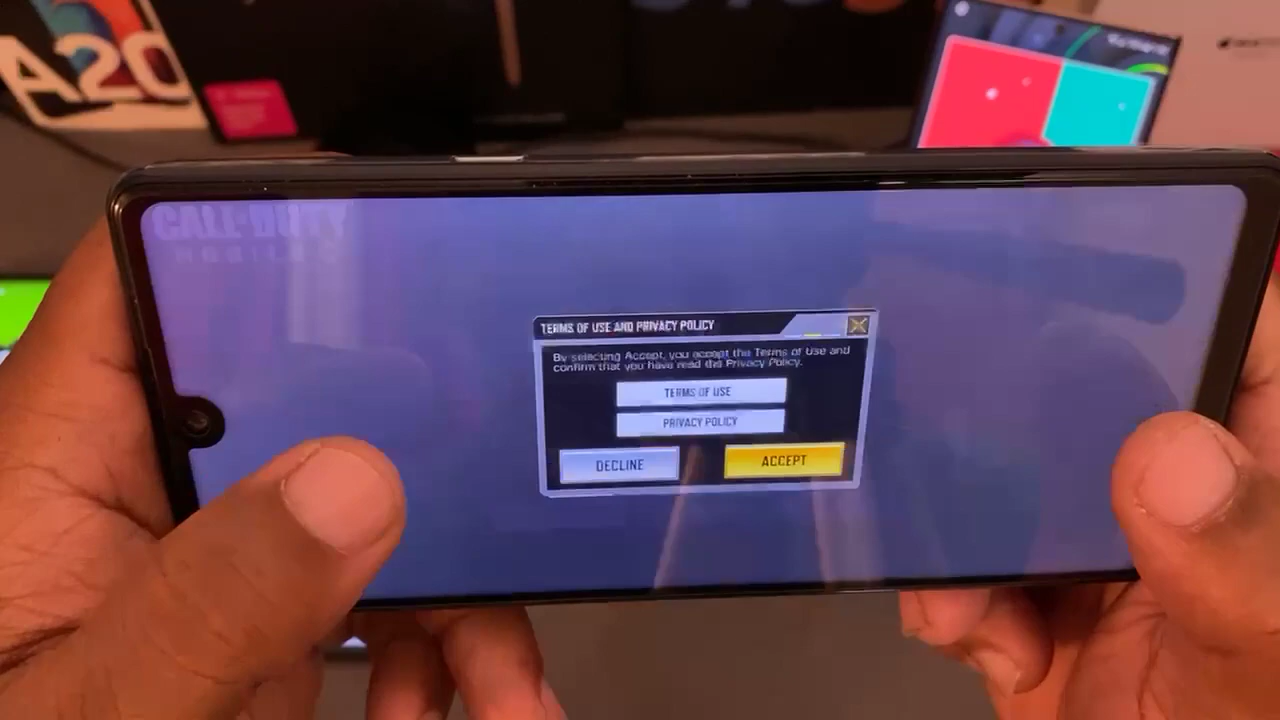 A20
CALL OF DUTY
MOBILE
TERMS OF USE AND PRIVACY POLICY
By selecting Accept, you accept the Terms of Use and
confirm that you have read the Privacy Policy.
TERMS OF USE
PRIVACY POLICY
DECLINE
ACCEPT